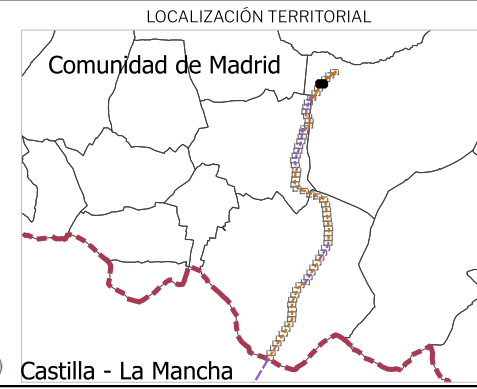 LOCALIZACIÓN TERRITORIAL
Comunidad de Madrid
Castilla - La Mancha